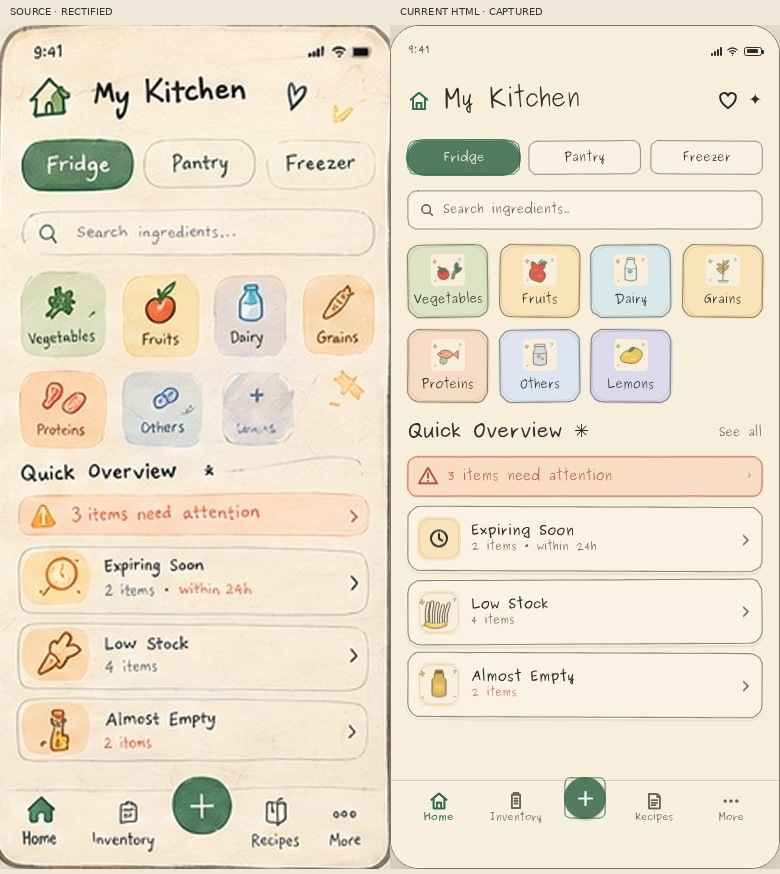 SOURCE · RECTIFIED
9:41
My Kitchen
Fridge
Pantry
Freezer
Search ingredients...
Vegetables
Fruits
Dairy
Grains
Proteins
Others
Quick Overview
3 items need attention
Expiring Soon
2 items • within 24h
Low Stock
4 items
Almost Empty
2 itons
Home
Inventory
Recipes
More
CURRENT HTML · CAPTURED
9:41
My Kitchen
Fridge
Pantry
Freezer
Search ingredients...
Vegetables
Fruits
Dairy
Grains
Proteins
Others
Lemons
Quick Overview
See all
3 items need attention
Expiring Soon
2 items • within 24h
Low Stock
4 items
Almost Empty
2 items
Home
Inventory
Recipes
More